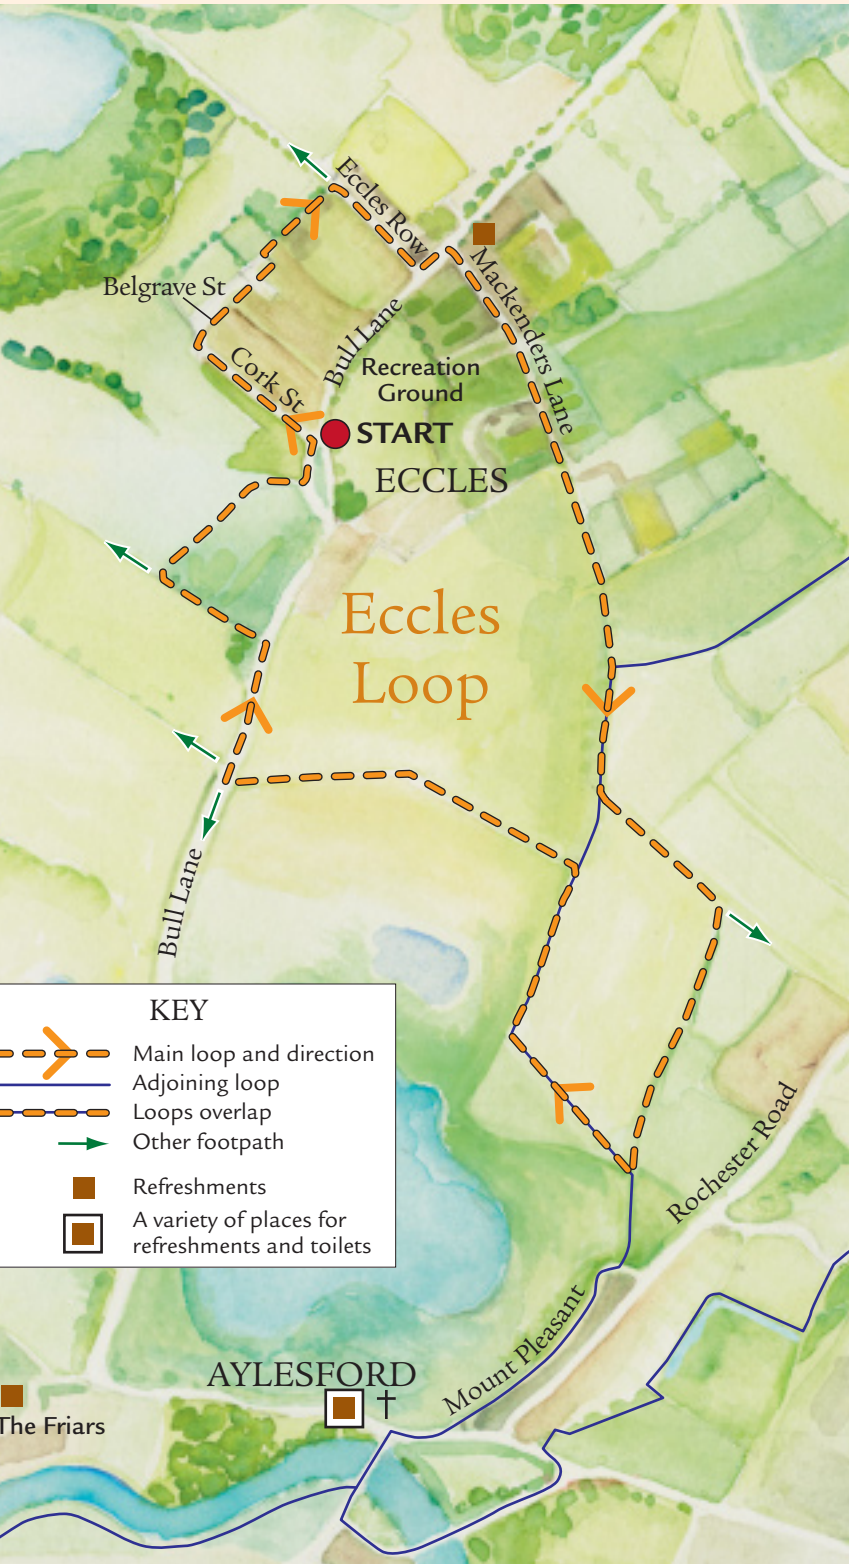 Eccles Row
Belgrave St
Mackenders Lane
Bull Lane
Cork St
Recreation
Ground
START
ECCLES
Eccles
Loop
Bull Lane
KEY
Main loop and direction
Adjoining loop
Loops overlap
Other footpath
Refreshments
A variety of places for
refreshments and toilets
Rochester Road
Mount Pleasant
AYLESFORD
The Friars